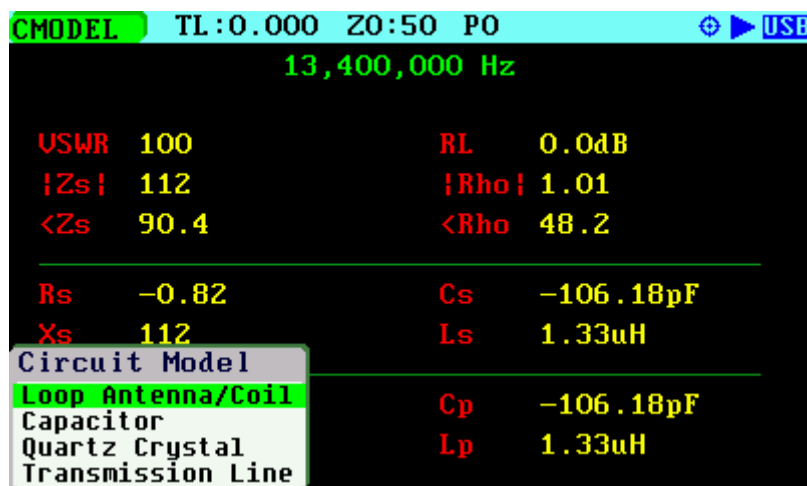 CMODEL TL:0.000 Z0:50 P0 USB
13,400,000 Hz
VSWR 100 RL 0.0dB
|Zs| 112 |Rho| 1.01
<Zs 90.4 <Rho 48.2
Rs -0.82 Cs -106.18pF
Xs 112 Ls 1.33uH
Circuit Model
Loop Antenna/Coil
Capacitor
Quartz Crystal
Transmission Line
Cp -106.18pF
Lp 1.33uH